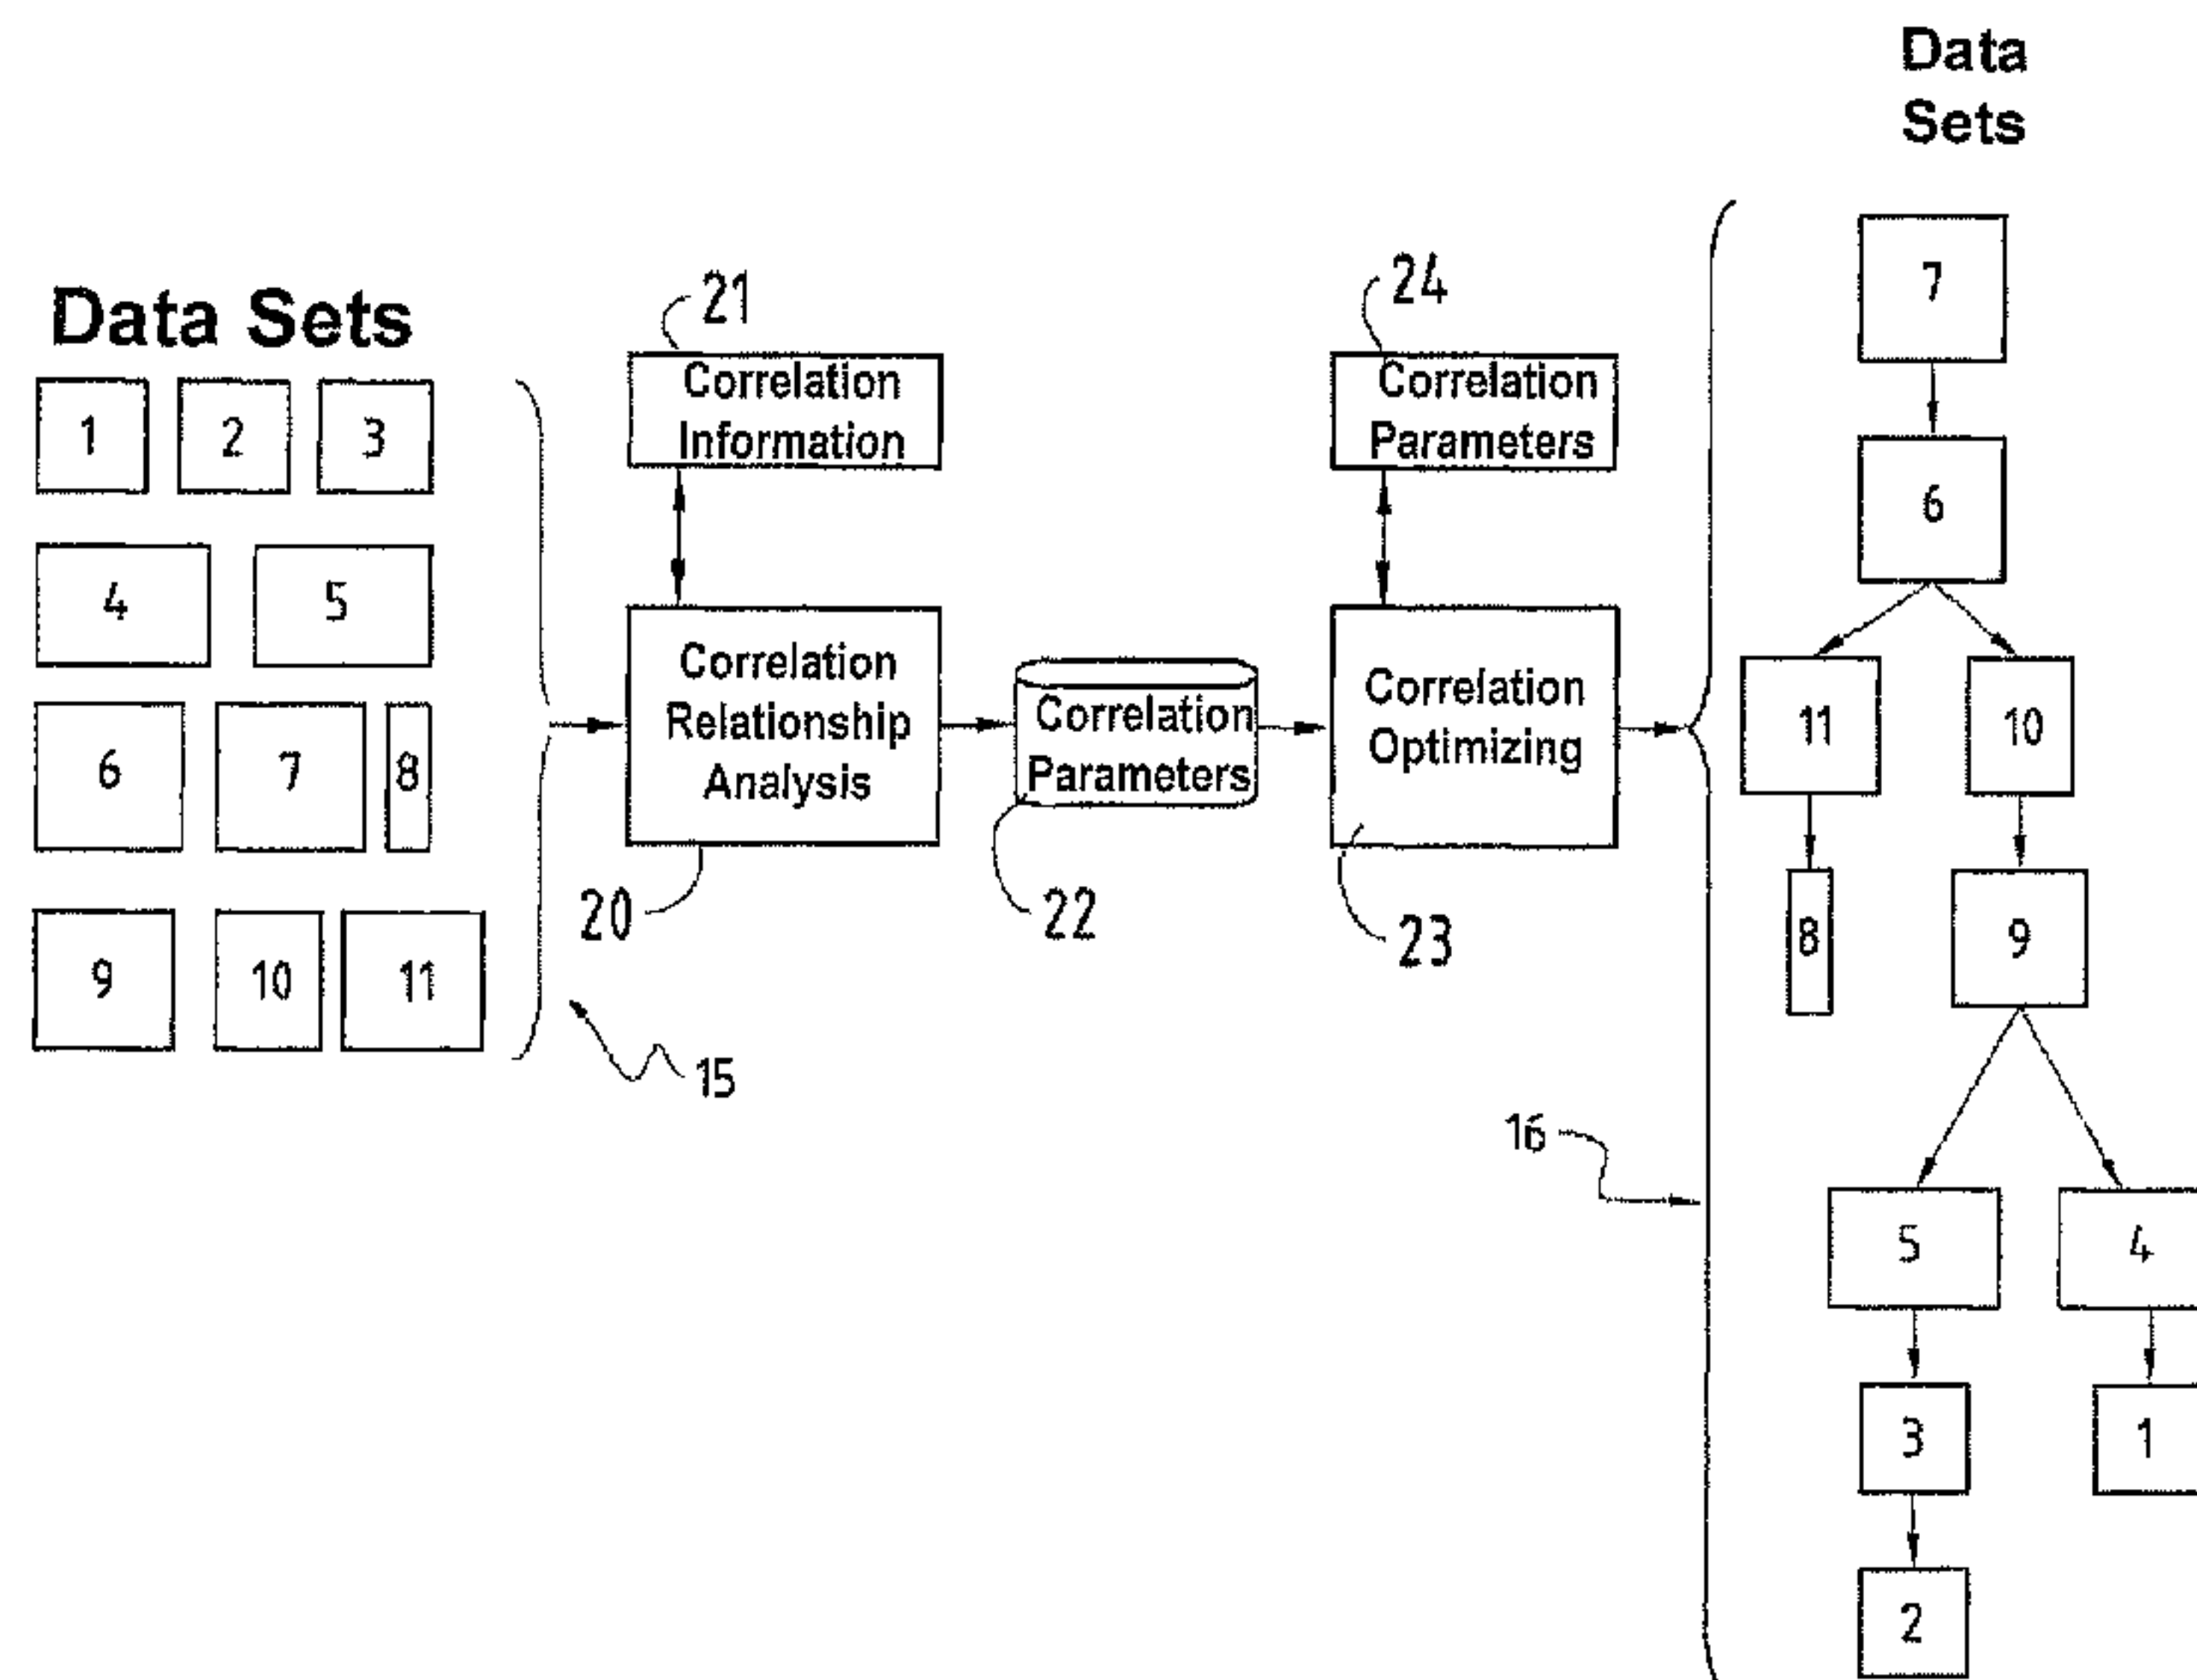 Data
Sets
Data Sets
1 2 3
4 5
6 7 8
9 10 11
15
21
Correlation
Information
Correlation
Relationship
Analysis
20
Correlation
Parameters
22
24
Correlation
Parameters
Correlation
Optimizing
23
16
7
6
11 10
8 9
5 4
3 1
2